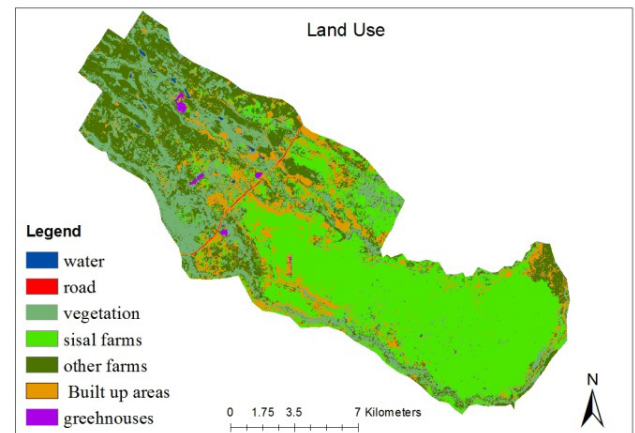 Land Use
Legend
water
road
vegetation
sisal farms
other farms
Built up areas
grehnouses
N
0 1.75 3.5 7 Kilometers